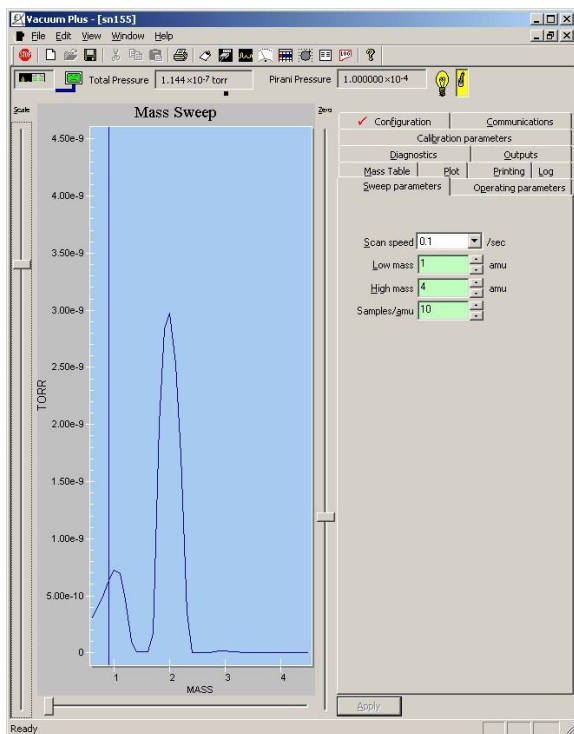 Vacuum Plus - [sn155]
File Edit View Window Help
STOP
Total Pressure 1.144×10-7 torr Pirani Pressure 1.000000×10-4
Scale
Mass Sweep
Zero
4.50e-9
4.00e-9
3.50e-9
3.00e-9
2.50e-9
2.00e-9
1.50e-9
1.00e-9
5.00e-10
0
TORR
1 2 3 4
MASS
Configuration Communications
Calibration parameters
Diagnostics Outputs
Mass Table Plot Printing Log
Sweep parameters Operating parameters
Scan speed 0.1 /sec
Low mass 1 amu
High mass 4 amu
Samples/amu 10
Apply
Ready